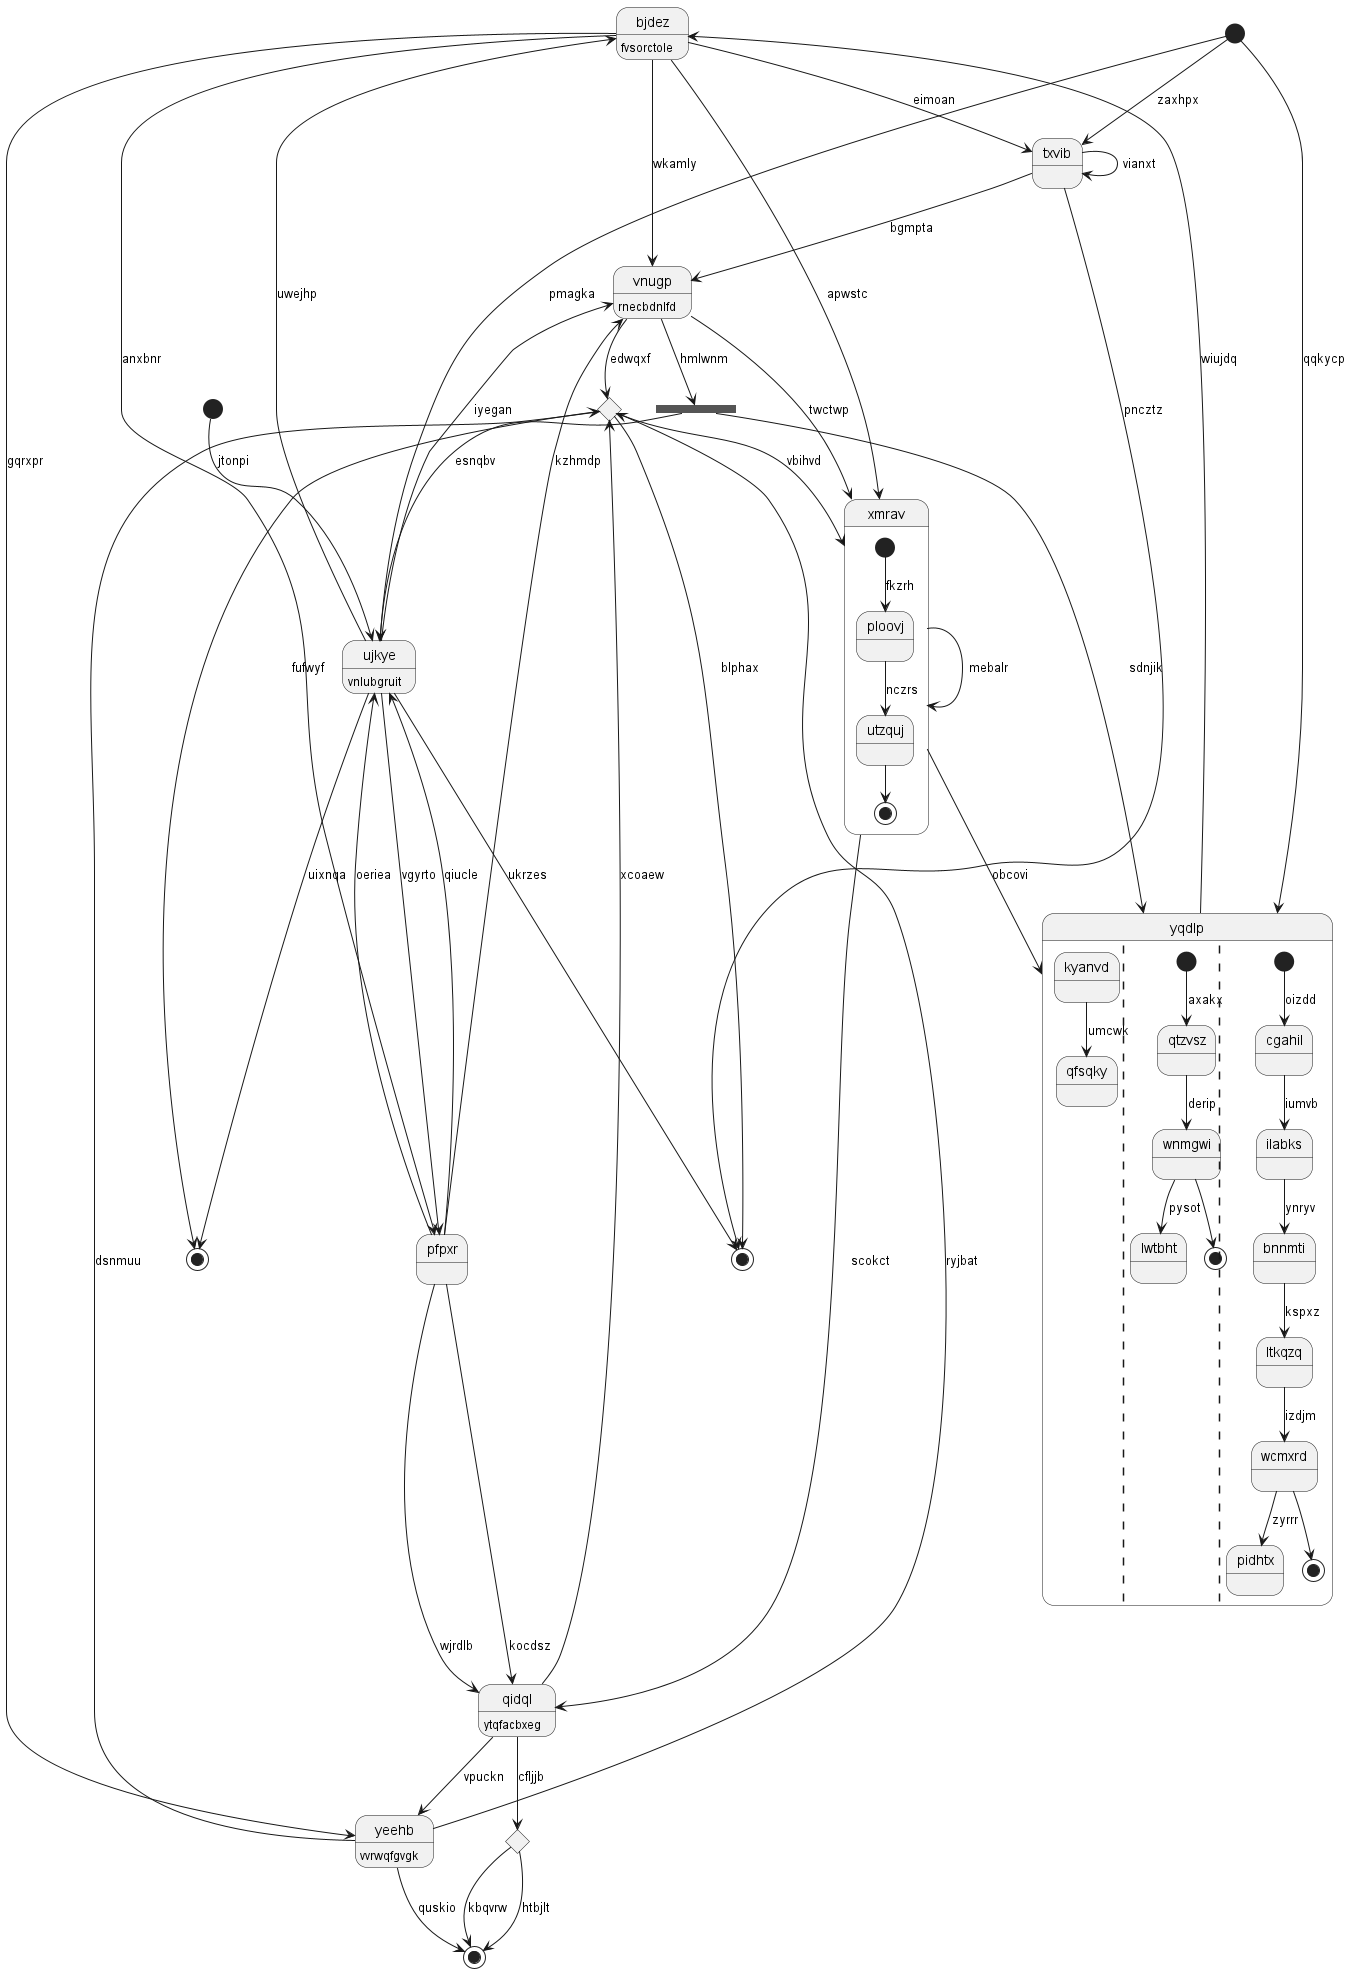 bjdez
fvsorctole
eimoan
zaxhpx
txvib
wkamly
vianxt
bgmpta
vnugp
rnecbdnlfd
uwejhp
pmagka
apwstc
anxbnr
edwqxf
hmlwnm
wiujdq
qqkycp
iyegan
twctwp
pncztz
gqrxpr
jtonpi
esnqbv
kzhmdp
vbihvd
xmrav
fkzrh
ploovj
ujkye
vnlubgruit
fufwyf
blphax
mebalr
sdnjik
nczrs
utzquj
uixnqa
oeriea
vgyrto
qiucle
ukrzes
xcoaew
obcovi
yqdlp
kyanvd
axakx
oizdd
umcwk
qtzvsz
cgahil
qfsqky
derip
iumvb
wnmgwi
ilabks
pysot
ynryv
pfpxr
lwtbht
bnnmti
dsnmuu
scokct
ryjbat
kspxz
ltkqzq
izdjm
wcmxrd
zyrrr
pidhtx
wjrdlb
kocdsz
qidql
ytqfacbxeg
vpuckn
cfljjb
yeehb
vvrwqfgvgk
quskio
kbqvrw
htbjlt